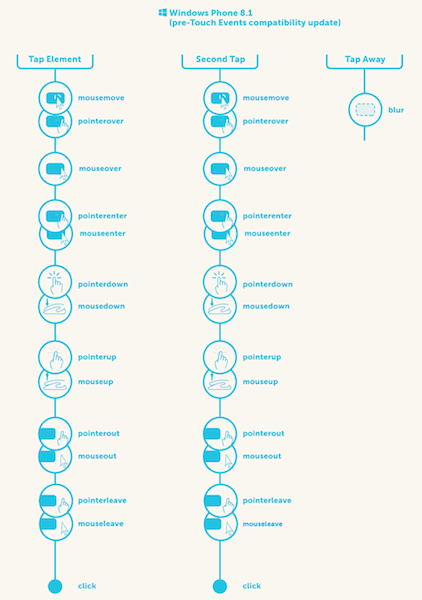 Windows Phone 8.1
(pre-Touch Events compatibility update)
Tap Element
mousemove
pointerover
mouseover
pointerenter
mouseenter
pointerdown
mousedown
pointerup
mouseup
pointerout
mouseout
pointerleave
mouseleave
click
Second Tap
mousemove
pointerover
mouseover
pointerenter
mouseenter
pointerdown
mousedown
pointerup
mouseup
pointerout
mouseout
pointerleave
mouseleave
click
Tap Away
blur